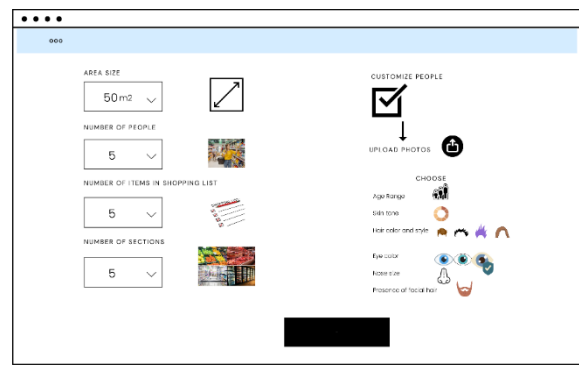 AREA SIZE
50 m2
NUMBER OF PEOPLE
5
NUMBER OF ITEMS IN SHOPPING LIST
5
NUMBER OF SECTIONS
5
CUSTOMIZE PEOPLE
UPLOAD PHOTOS
CHOOSE
Age Range
Skin tone
Hair color and style
Eye color
Nose size
Presence of facial hair